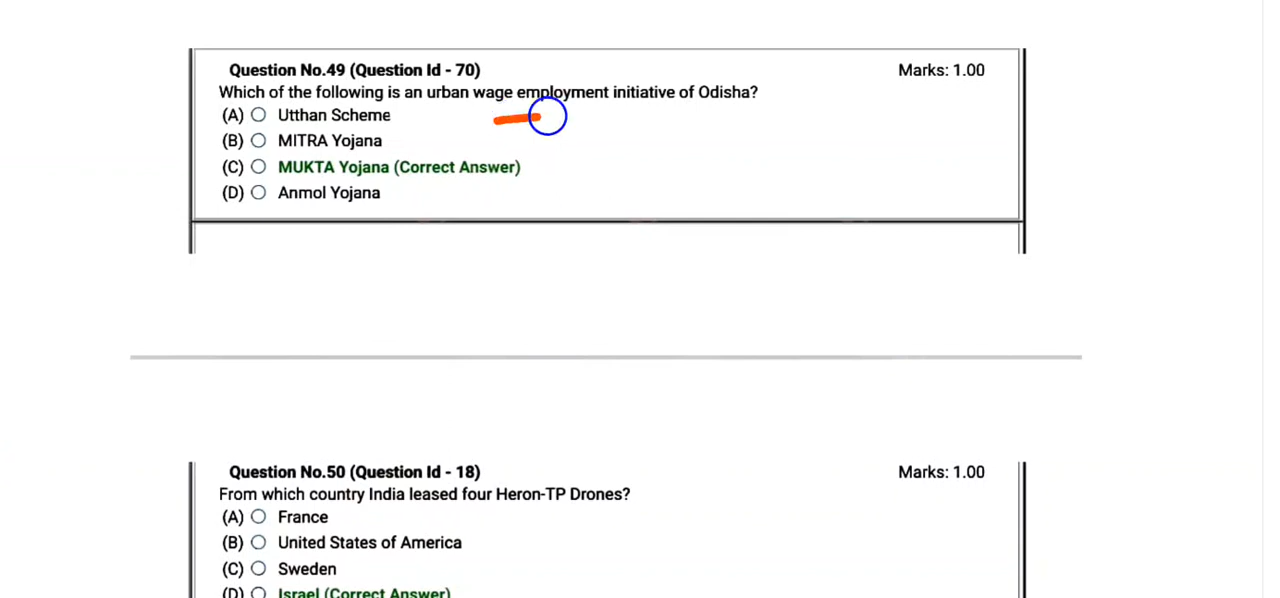 Question No.49 (Question Id - 70) Marks: 1.00
Which of the following is an urban wage employment initiative of Odisha?
(A) Utthan Scheme
(B) MITRA Yojana
(C) MUKTA Yojana (Correct Answer)
(D) Anmol Yojana
Question No.50 (Question Id - 18) Marks: 1.00
From which country India leased four Heron-TP Drones?
(A) France
(B) United States of America
(C) Sweden
(D) Israel (Correct Answer)